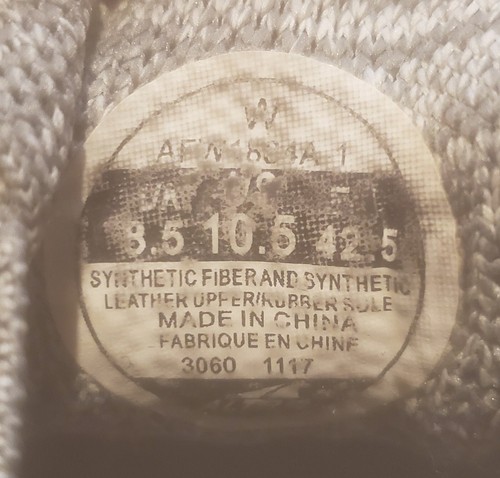 W
8.5 10.5 42.5
SYNTHETIC FIBER AND SYNTHETIC
LEATHER UPPER/RUBBER SOLE
MADE IN CHINA
FABRIQUE EN CHINE
3060 1117